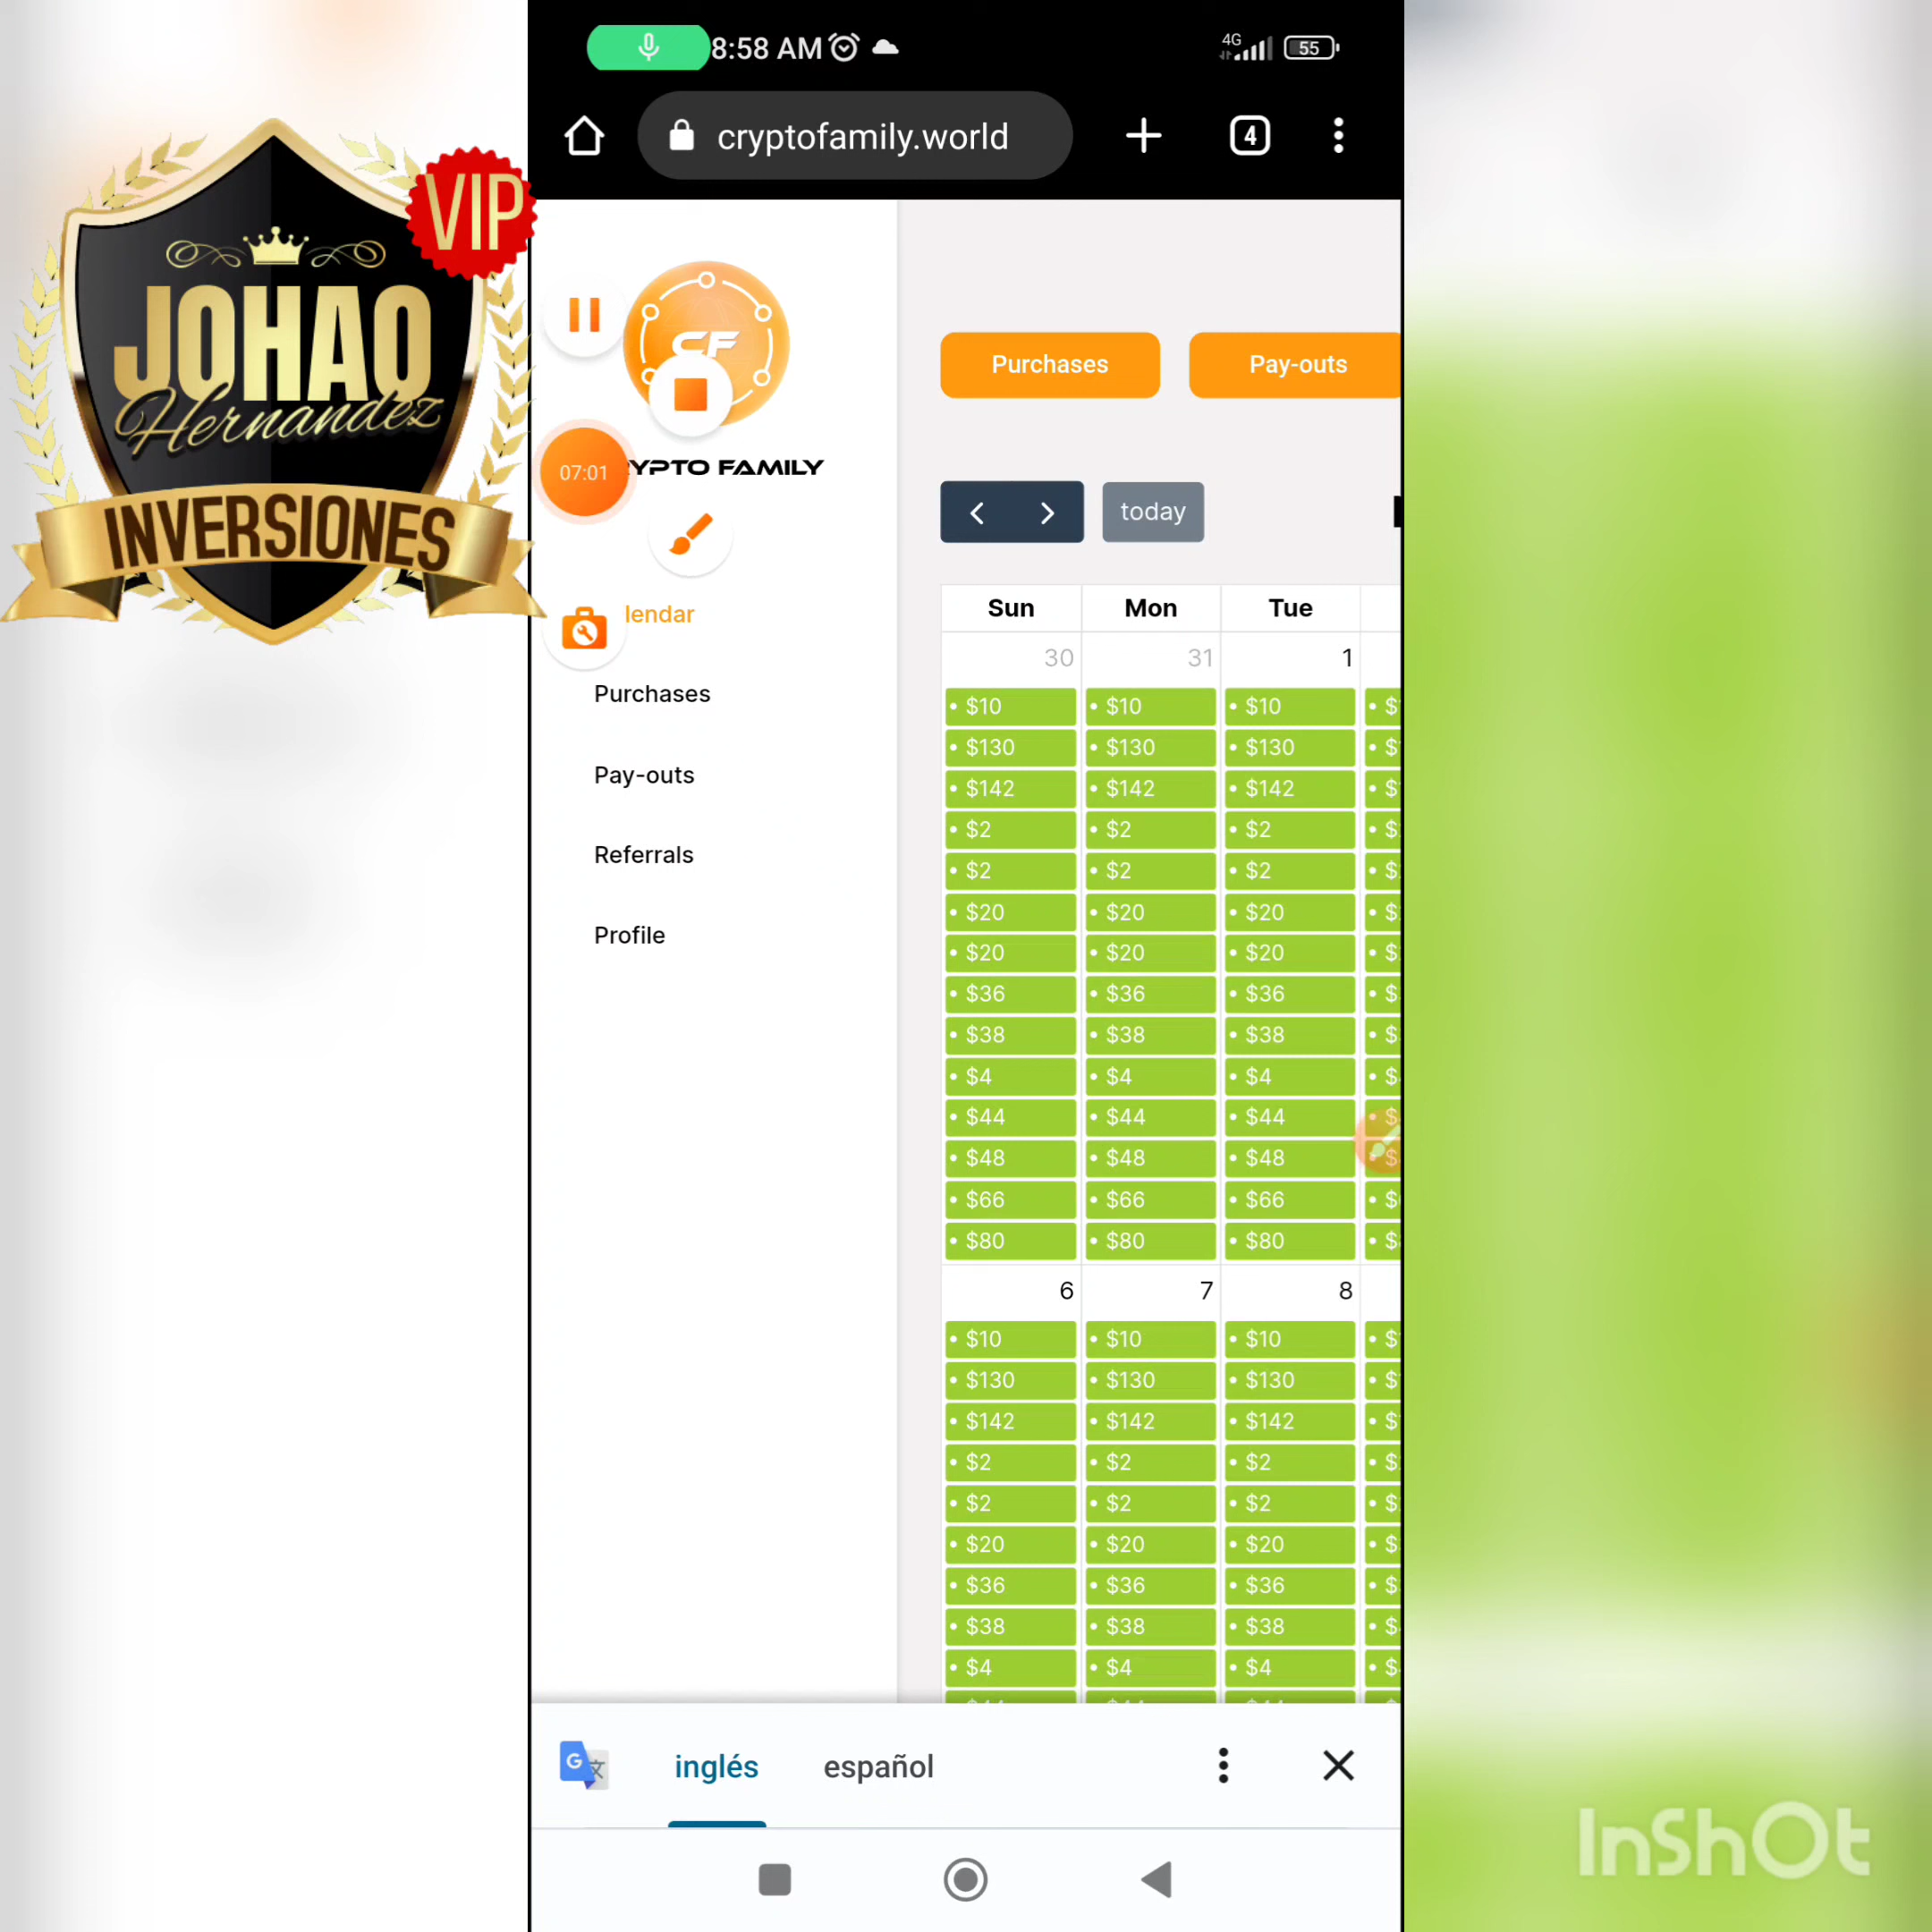 VIP
JOHAO
Hernandez
INVERSIONES
8:58 AM
4G
55
cryptofamily.world
4
CF
07:01
YPTO FAMILY
lendar
Purchases
Pay-outs
Referrals
Profile
Purchases Pay-outs
today
Sun Mon Tue
30 31 1
• $10 • $10 • $10 • $
• $130 • $130 • $130 • $
• $142 • $142 • $142 • $
• $2 • $2 • $2 • $
• $2 • $2 • $2 • $
• $20 • $20 • $20 • $
• $20 • $20 • $20 • $
• $36 • $36 • $36 • $
• $38 • $38 • $38 • $
• $4 • $4 • $4 • $
• $44 • $44 • $44 • $
• $48 • $48 • $48 • $
• $66 • $66 • $66 • $
• $80 • $80 • $80 • $
6 7 8
• $10 • $10 • $10 • $
• $130 • $130 • $130 • $
• $142 • $142 • $142 • $
• $2 • $2 • $2 • $
• $2 • $2 • $2 • $
• $20 • $20 • $20 • $
• $36 • $36 • $36 • $
• $38 • $38 • $38 • $
• $4 • $4 • $4 • $
G 文
inglés español
InShOt